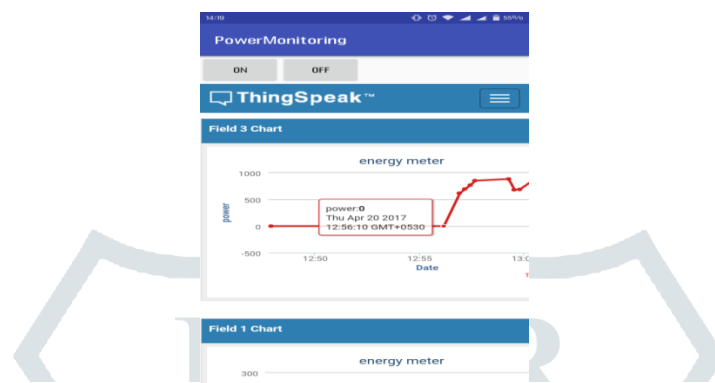 14:19 55%
PowerMonitoring
ON OFF
ThingSpeak™
Field 3 Chart
energy meter
1000
500
0
-500
power
power:0
Thu Apr 20 2017
12:56:10 GMT+0530
12:50 12:55 13:0
Date
T
Field 1 Chart
energy meter
300